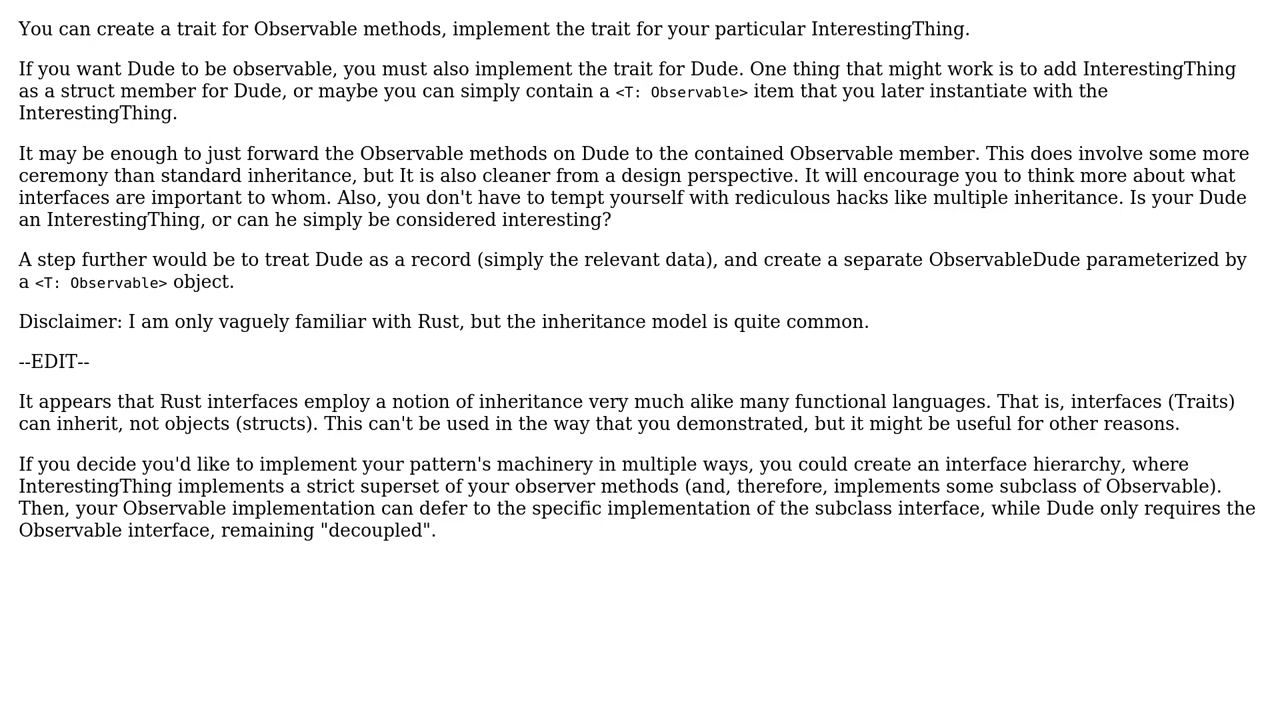 You can create a trait for Observable methods, implement the trait for your particular InterestingThing.
If you want Dude to be observable, you must also implement the trait for Dude. One thing that might work is to add InterestingThing
as a struct member for Dude, or maybe you can simply contain a <T: Observable> item that you later instantiate with the
InterestingThing.
It may be enough to just forward the Observable methods on Dude to the contained Observable member. This does involve some more
ceremony than standard inheritance, but It is also cleaner from a design perspective. It will encourage you to think more about what
interfaces are important to whom. Also, you don't have to tempt yourself with rediculous hacks like multiple inheritance. Is your Dude
an InterestingThing, or can he simply be considered interesting?
A step further would be to treat Dude as a record (simply the relevant data), and create a separate ObservableDude parameterized by
a <T: Observable> object.
Disclaimer: I am only vaguely familiar with Rust, but the inheritance model is quite common.
--EDIT--
It appears that Rust interfaces employ a notion of inheritance very much alike many functional languages. That is, interfaces (Traits)
can inherit, not objects (structs). This can't be used in the way that you demonstrated, but it might be useful for other reasons.
If you decide you'd like to implement your pattern's machinery in multiple ways, you could create an interface hierarchy, where
InterestingThing implements a strict superset of your observer methods (and, therefore, implements some subclass of Observable).
Then, your Observable implementation can defer to the specific implementation of the subclass interface, while Dude only requires the
Observable interface, remaining "decoupled".